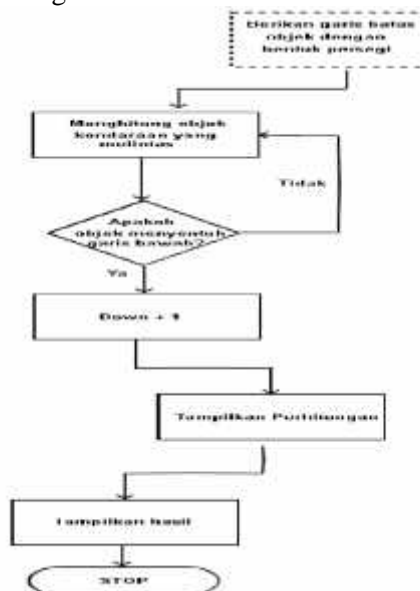 Berikan garis batas
objek dengan
bentuk persegi
Menghitung objek
kendaraan yang
melintas
Tidak
Apakah
objek menyentuh
garis bawah?
Ya
Down + 1
Tampilkan Perhitungan
Tampilkan hasil
STOP